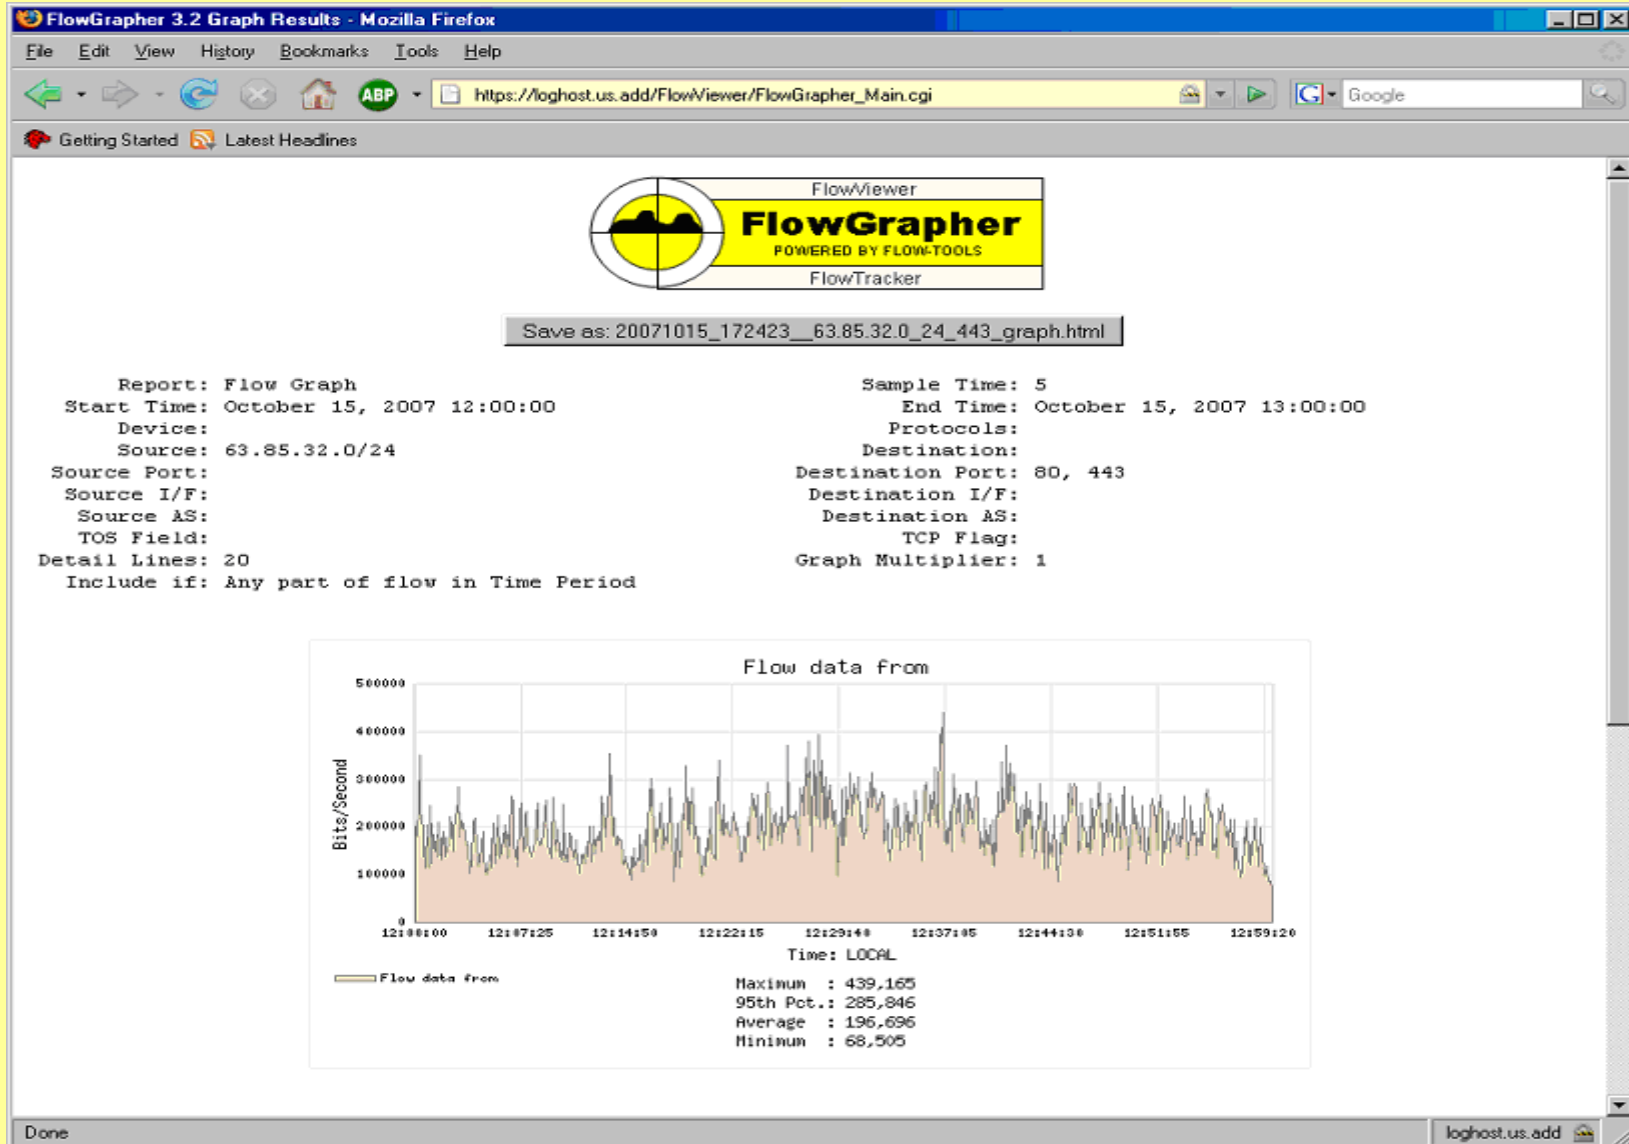 FlowGrapher 3.2 Graph Results - Mozilla Firefox
File Edit View History Bookmarks Tools Help
ABP https://loghost.us.add/FlowViewer/FlowGrapher_Main.cgi G Google
Getting Started Latest Headlines
FlowViewer
FlowGrapher
POWERED BY FLOW-TOOLS
FlowTracker
Save as: 20071015_172423__63.85.32.0_24_443_graph.html
Report: Flow Graph Sample Time: 5
Start Time: October 15, 2007 12:00:00 End Time: October 15, 2007 13:00:00
Device: Protocols:
Source: 63.85.32.0/24 Destination:
Source Port: Destination Port: 80, 443
Source I/F: Destination I/F:
Source AS: Destination AS:
TOS Field: TCP Flag:
Detail Lines: 20 Graph Multiplier: 1
Include if: Any part of flow in Time Period
Flow data from
500000
400000
300000
200000
100000
0
Bits/Second
12:00:00 12:07:25 12:14:50 12:22:15 12:29:40 12:37:05 12:44:30 12:51:55 12:59:20
Time: LOCAL
Flow data from
Maximum : 439,165
95th Pct.: 285,846
Average : 196,696
Minimum : 68,505
Done loghost.us.add